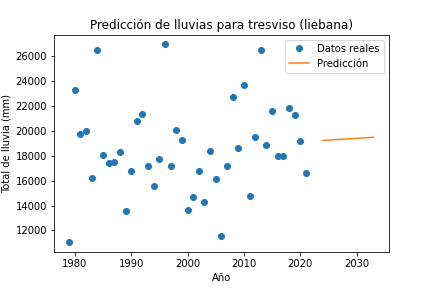 Predicción de lluvias para tresviso (liebana)
Datos reales
Predicción
Total de lluvia (mm)
26000
24000
22000
20000
18000
16000
14000
12000
1980 1990 2000 2010 2020 2030
Año